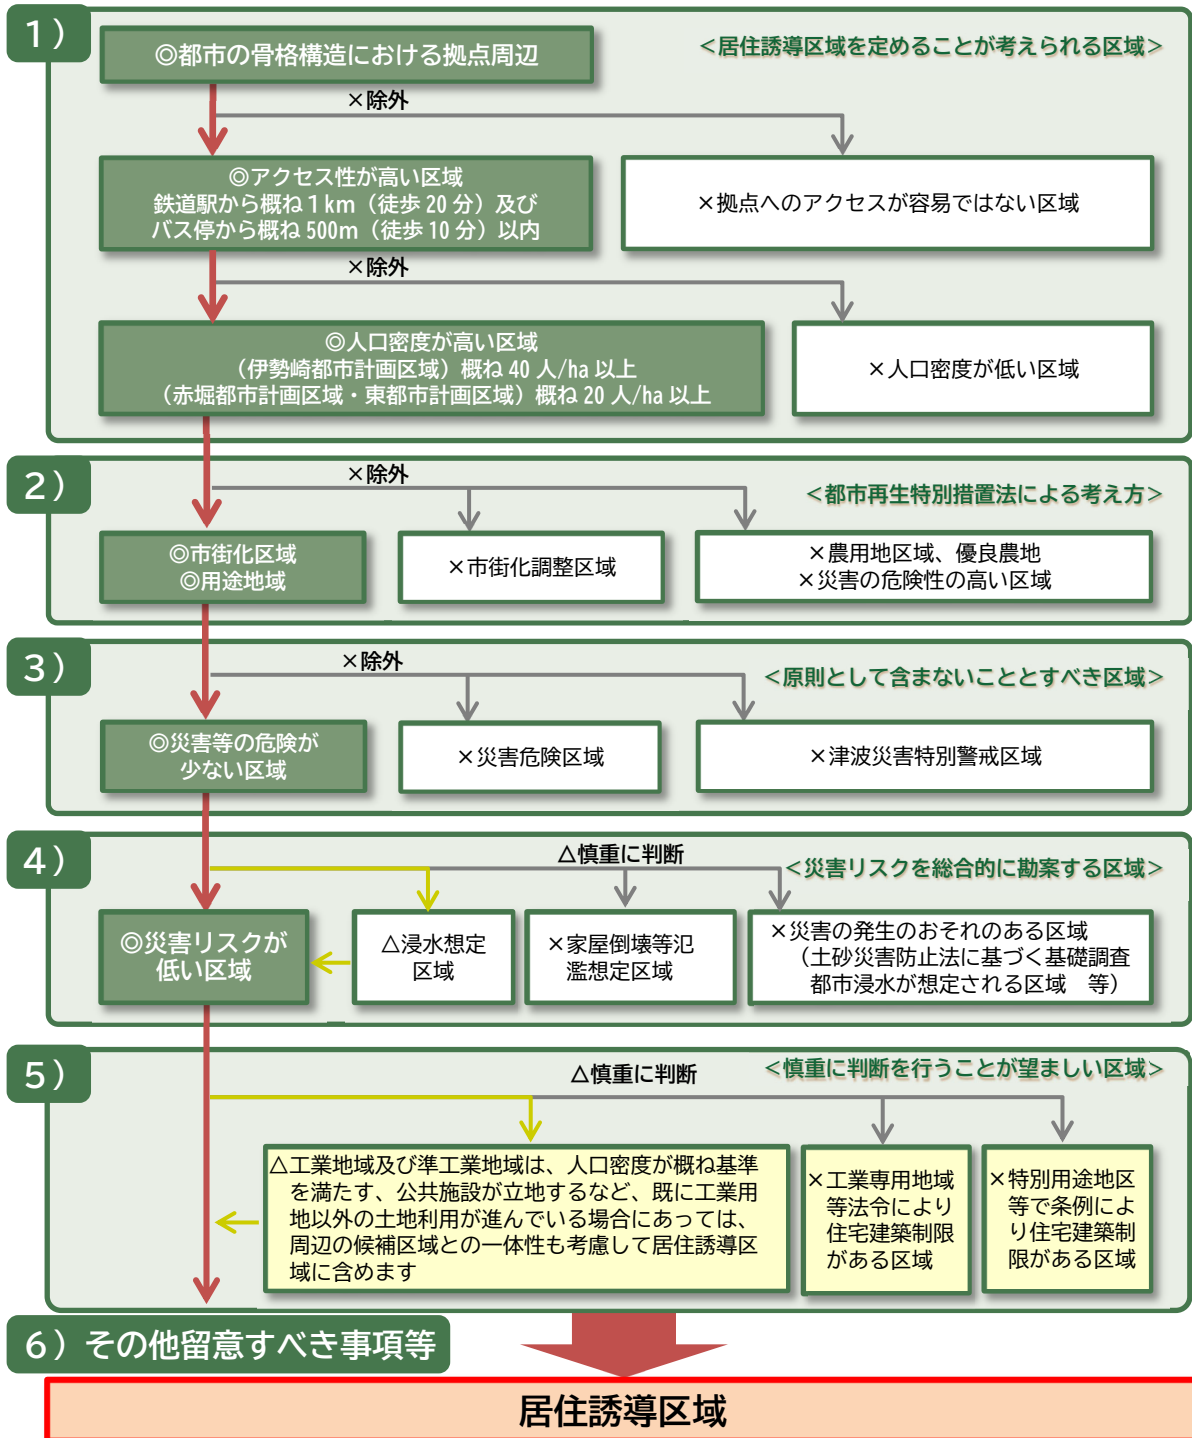 1）
◎都市の骨格構造における拠点周辺
＜居住誘導区域を定めることが考えられる区域＞
×除外
◎アクセス性が高い区域
鉄道駅から概ね１km（徒歩 20 分）及び
バス停から概ね 500m（徒歩 10 分）以内
×拠点へのアクセスが容易ではない区域
×除外
◎人口密度が高い区域
（伊勢崎都市計画区域）概ね 40 人/ha 以上
（赤堀都市計画区域・東都市計画区域）概ね 20 人/ha 以上
×人口密度が低い区域
2）
×除外
＜都市再生特別措置法による考え方＞
◎市街化区域
◎用途地域
×市街化調整区域
×農用地区域、優良農地
×災害の危険性の高い区域
3）
×除外
＜原則として含まないこととすべき区域＞
◎災害等の危険が
少ない区域
×災害危険区域
×津波災害特別警戒区域
4）
△慎重に判断
＜災害リスクを総合的に勘案する区域＞
◎災害リスクが
低い区域
△浸水想定
区域
×家屋倒壊等氾
濫想定区域
×災害の発生のおそれのある区域
（土砂災害防止法に基づく基礎調査
都市浸水が想定される区域　等）
5）
△慎重に判断
＜慎重に判断を行うことが望ましい区域＞
△工業地域及び準工業地域は、人口密度が概ね基準
を満たす、公共施設が立地するなど、既に工業用
地以外の土地利用が進んでいる場合にあっては、
周辺の候補区域との一体性も考慮して居住誘導区
域に含めます
×工業専用地域
等法令により
住宅建築制限
がある区域
×特別用途地区
等で条例によ
り住宅建築制
限がある区域
6）その他留意すべき事項等
居住誘導区域